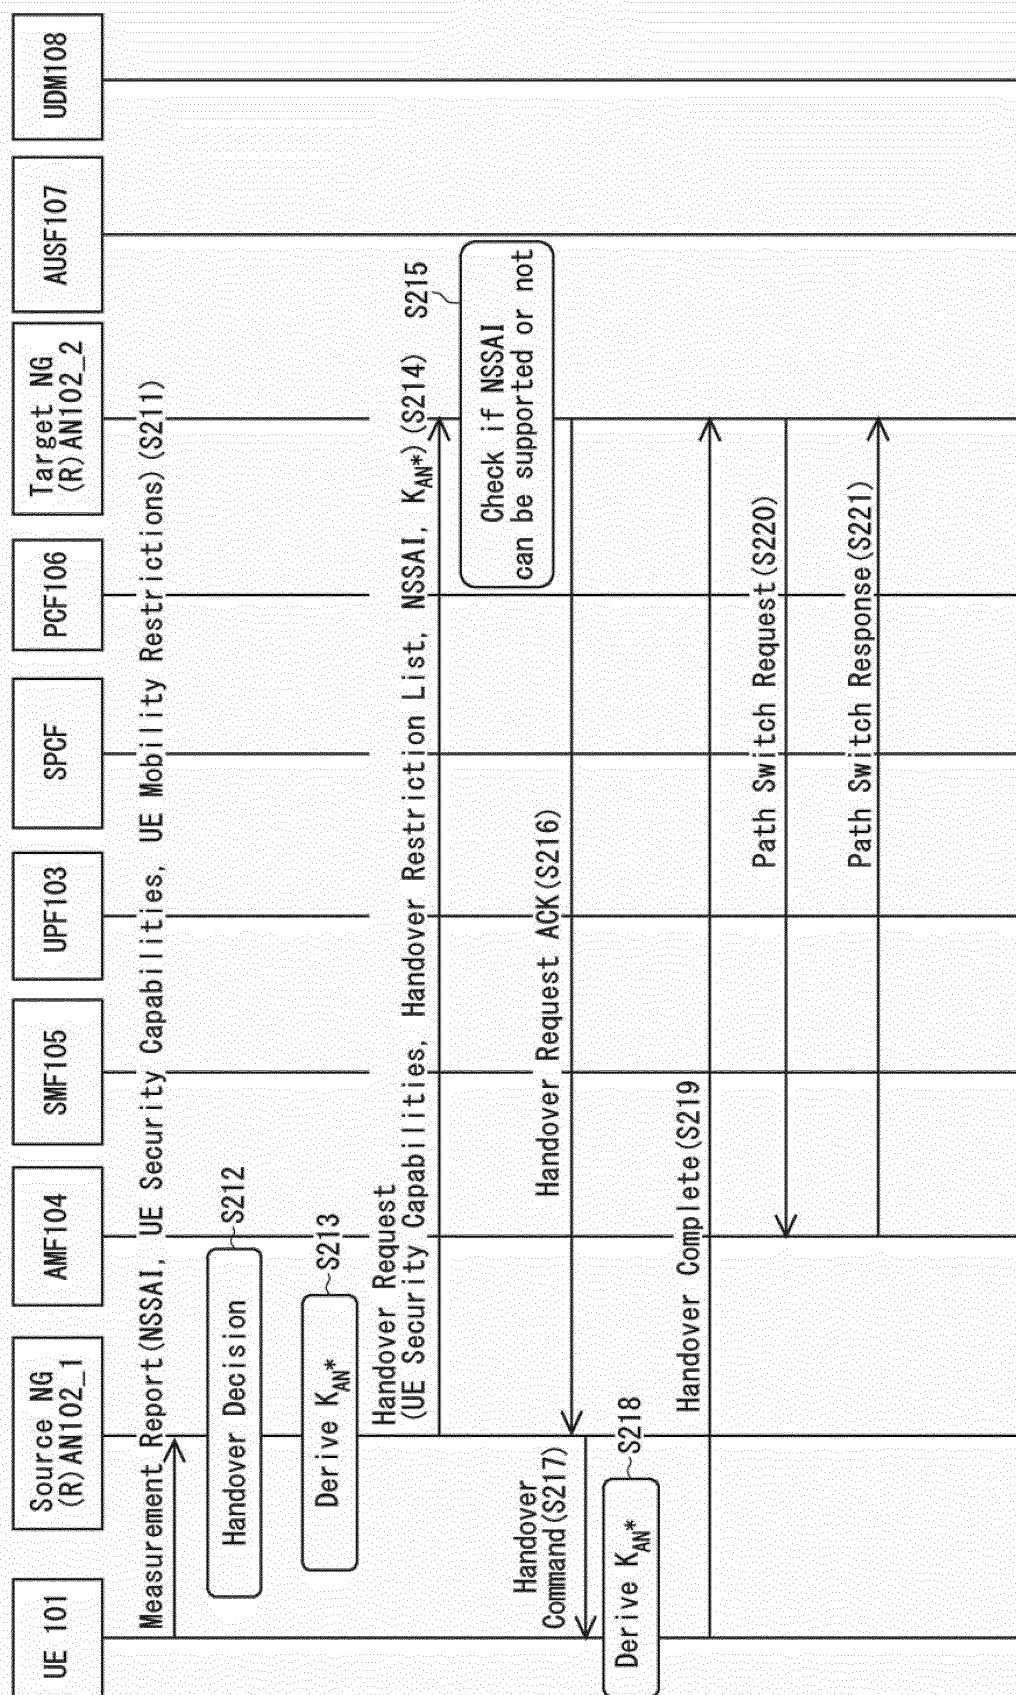 UE 101
Source NG
(R)AN102_1
AMF104
SMF105
UPF103
SPCF
PCF106
Target NG
(R)AN102_2
AUSF107
UDM108
Measurement Report(NSSAI, UE Security Capabilities, UE Mobility Restrictions)(S211)
Handover Decision
S212
Derive KAN*
S213
Handover Request
(UE Security Capabilities, Handover Restriction List, NSSAI, KAN*)(S214)
S215
Check if NSSAI
can be supported or not
Handover Request ACK(S216)
Handover
Command(S217)
Derive KAN*
S218
Handover Complete(S219
Path Switch Request(S220)
Path Switch Response(S221)